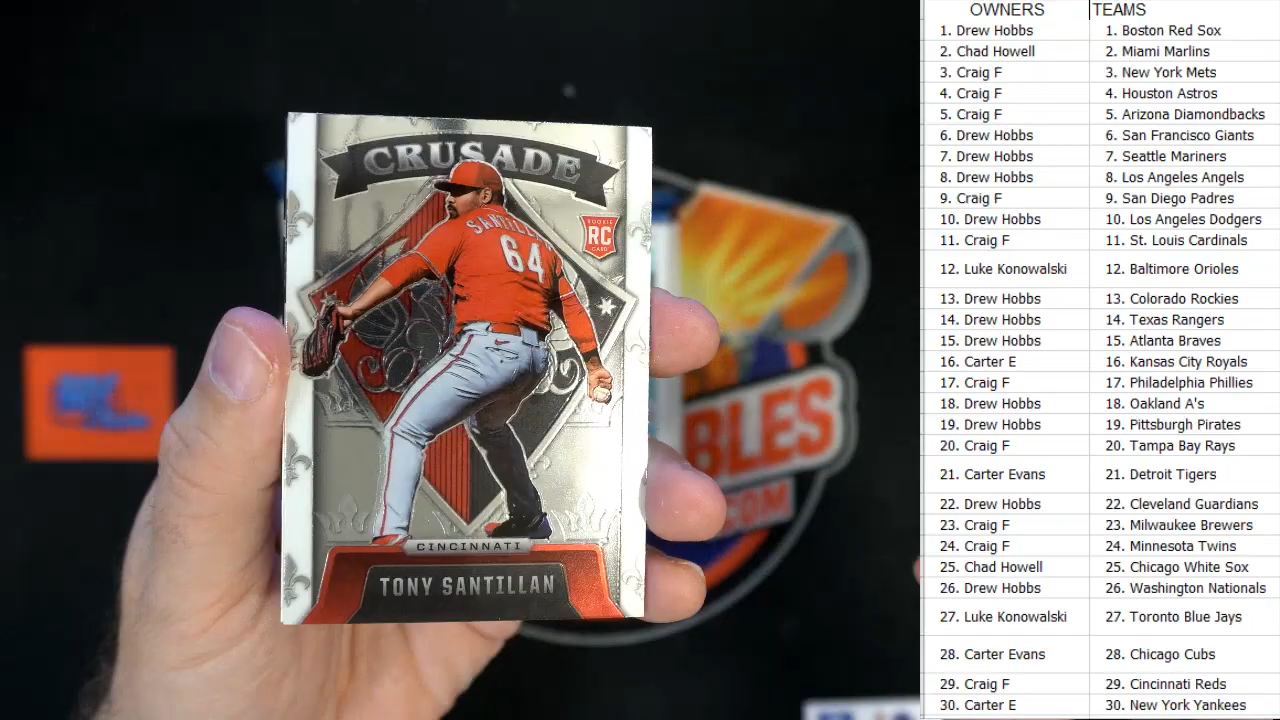 CRUSADE
ROOKIE
RC
CARD
64
CINCINNATI
TONY SANTILLAN
BLES
.COM
OWNERS TEAMS
1. Drew Hobbs 1. Boston Red Sox
2. Chad Howell 2. Miami Marlins
3. Craig F 3. New York Mets
4. Craig F 4. Houston Astros
5. Craig F 5. Arizona Diamondbacks
6. Drew Hobbs 6. San Francisco Giants
7. Drew Hobbs 7. Seattle Mariners
8. Drew Hobbs 8. Los Angeles Angels
9. Craig F 9. San Diego Padres
10. Drew Hobbs 10. Los Angeles Dodgers
11. Craig F 11. St. Louis Cardinals
12. Luke Konowalski 12. Baltimore Orioles
13. Drew Hobbs 13. Colorado Rockies
14. Drew Hobbs 14. Texas Rangers
15. Drew Hobbs 15. Atlanta Braves
16. Carter E 16. Kansas City Royals
17. Craig F 17. Philadelphia Phillies
18. Drew Hobbs 18. Oakland A's
19. Drew Hobbs 19. Pittsburgh Pirates
20. Craig F 20. Tampa Bay Rays
21. Carter Evans 21. Detroit Tigers
22. Drew Hobbs 22. Cleveland Guardians
23. Craig F 23. Milwaukee Brewers
24. Craig F 24. Minnesota Twins
25. Chad Howell 25. Chicago White Sox
26. Drew Hobbs 26. Washington Nationals
27. Luke Konowalski 27. Toronto Blue Jays
28. Carter Evans 28. Chicago Cubs
29. Craig F 29. Cincinnati Reds
30. Carter E 30. New York Yankees